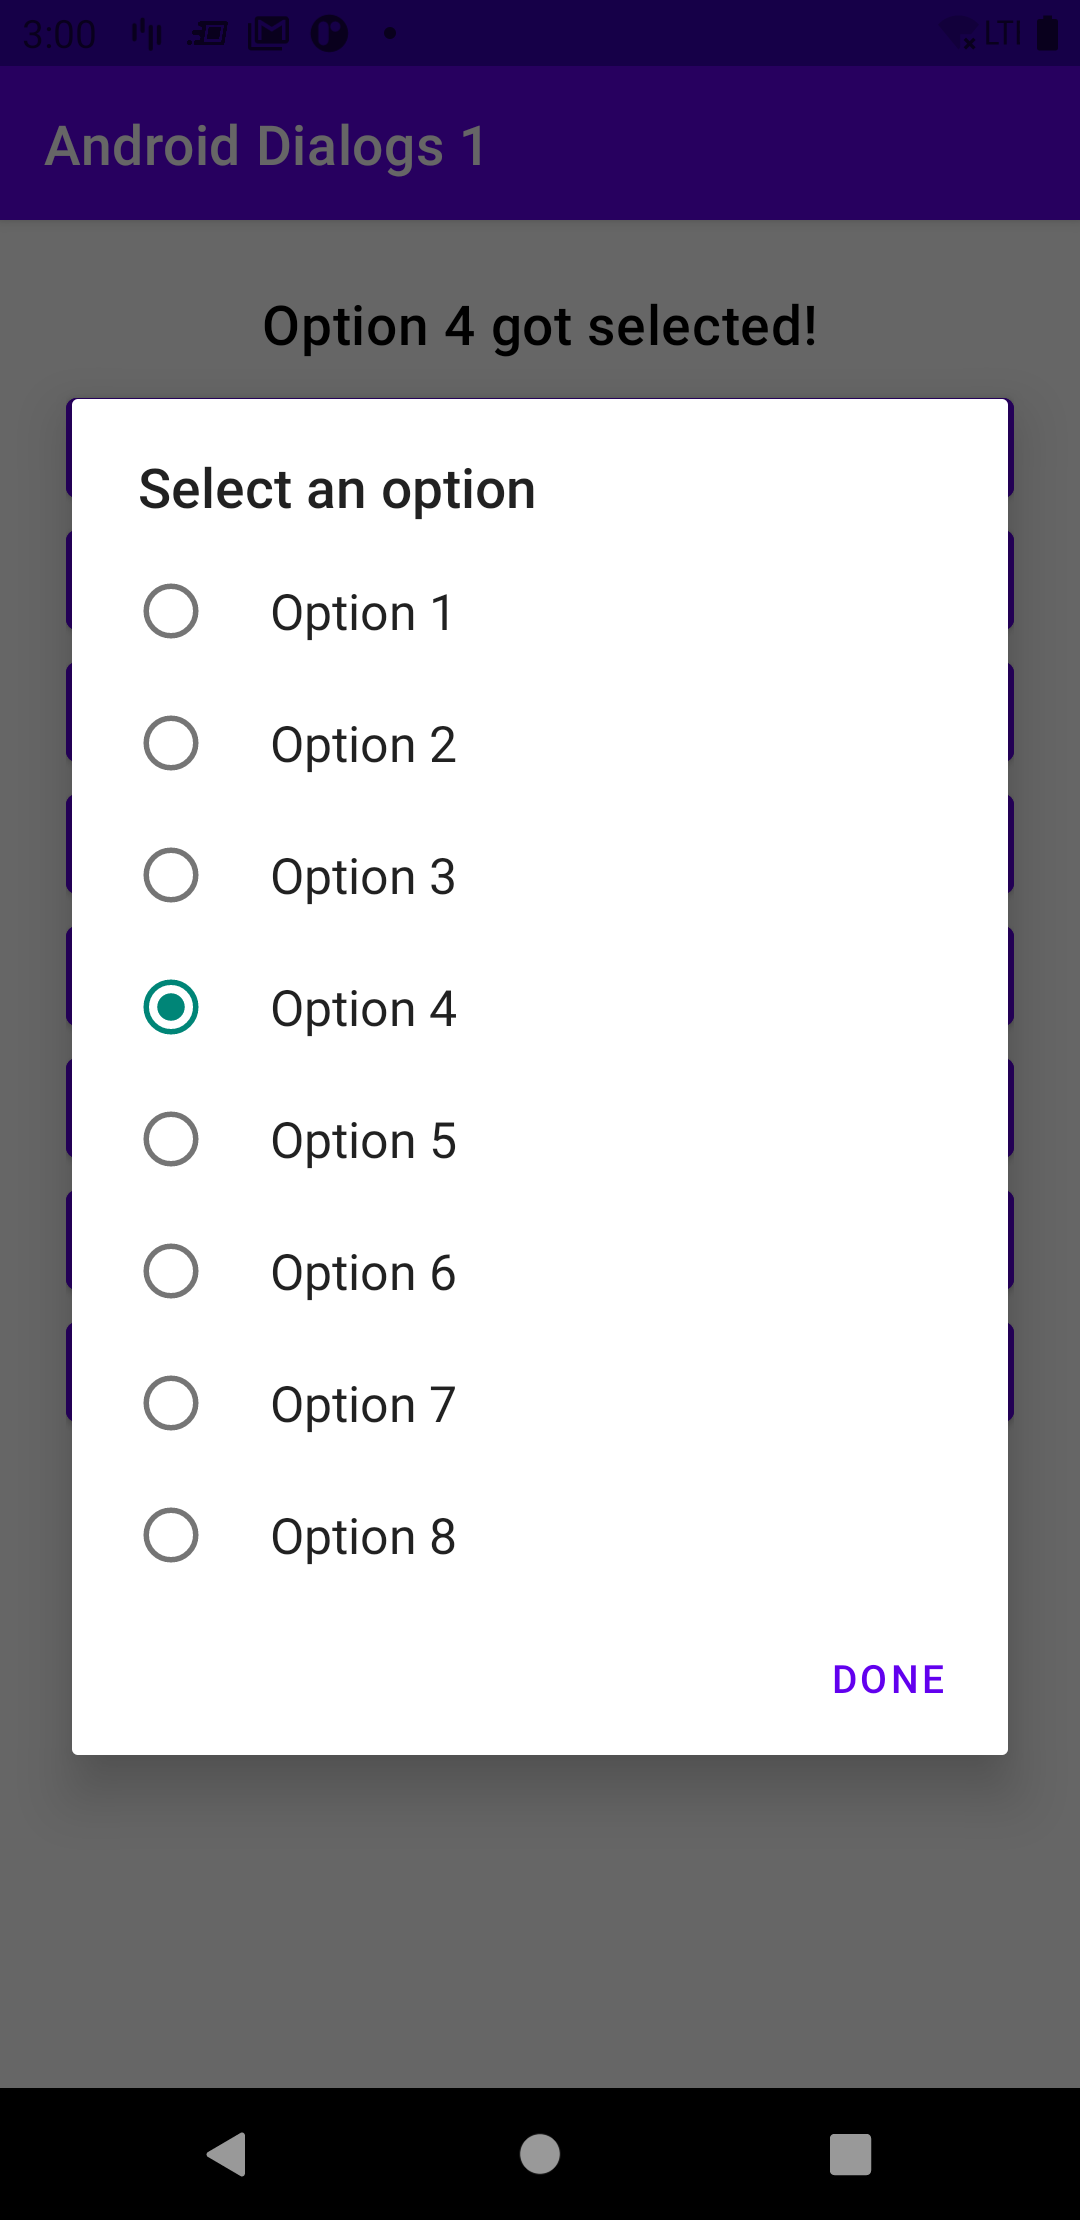 3:00
Android Dialogs 1
Option 4 got selected!
Select an option
Option 1
Option 2
Option 3
Option 4
Option 5
Option 6
Option 7
Option 8
DONE